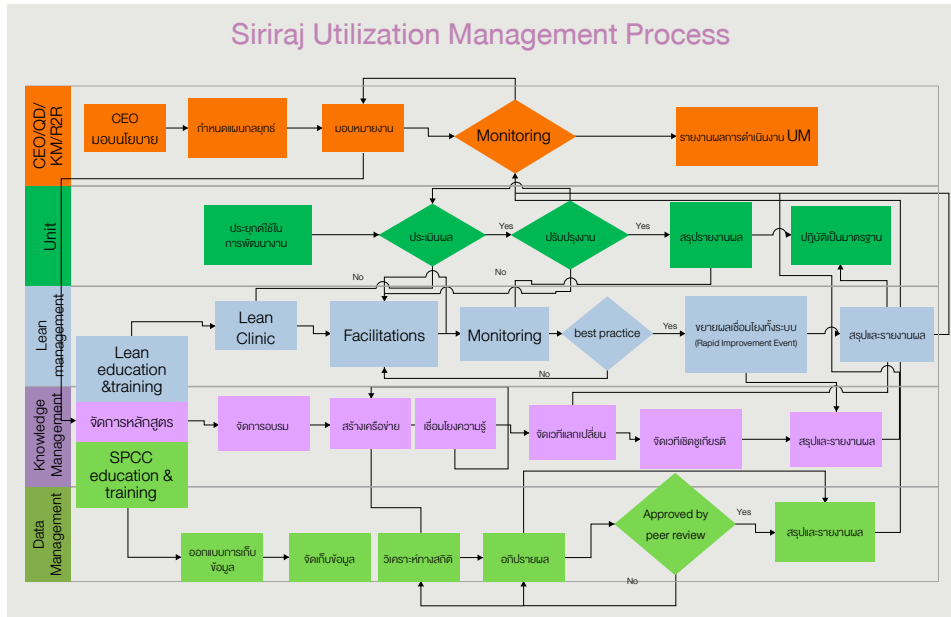 Siriraj Utilization Management Process
CEO/QD/
KM/R2R
CEO
มอบนโยบาย
กำหนดแผนกลยุทธ์
มอบหมายงาน
Monitoring
รายงานผลการดำเนินงาน UM
Unit
ประยุกต์ใช้ใน
การพัฒนางาน
ประเมินผล
Yes
ปรับปรุงงาน
Yes
สรุปรายงานผล
ปฏิบัติเป็นมาตรฐาน
No
No
Lean
management
Lean
education
&training
Lean
Clinic
Facilitations
Monitoring
best practice
Yes
ขยายผลเชื่อมโยงทั้งระบบ
(Rapid Improvement Event)
สรุปและรายงานผล
No
Knowledge
Management
จัดการหลักสูตร
จัดการอบรม
สร้างเครือข่าย
เชื่อมโยงความรู้
จัดเวทีแลกเปลี่ยน
จัดเวทีเชิดชูเกียรติ
สรุปและรายงานผล
SPCC
education &
training
Data
Management
ออกแบบการเก็บ
ข้อมูล
จัดเก็บข้อมูล
วิเคราะห์ทางสถิติ
อภิปรายผล
Approved by
peer review
Yes
สรุปและรายงานผล
No